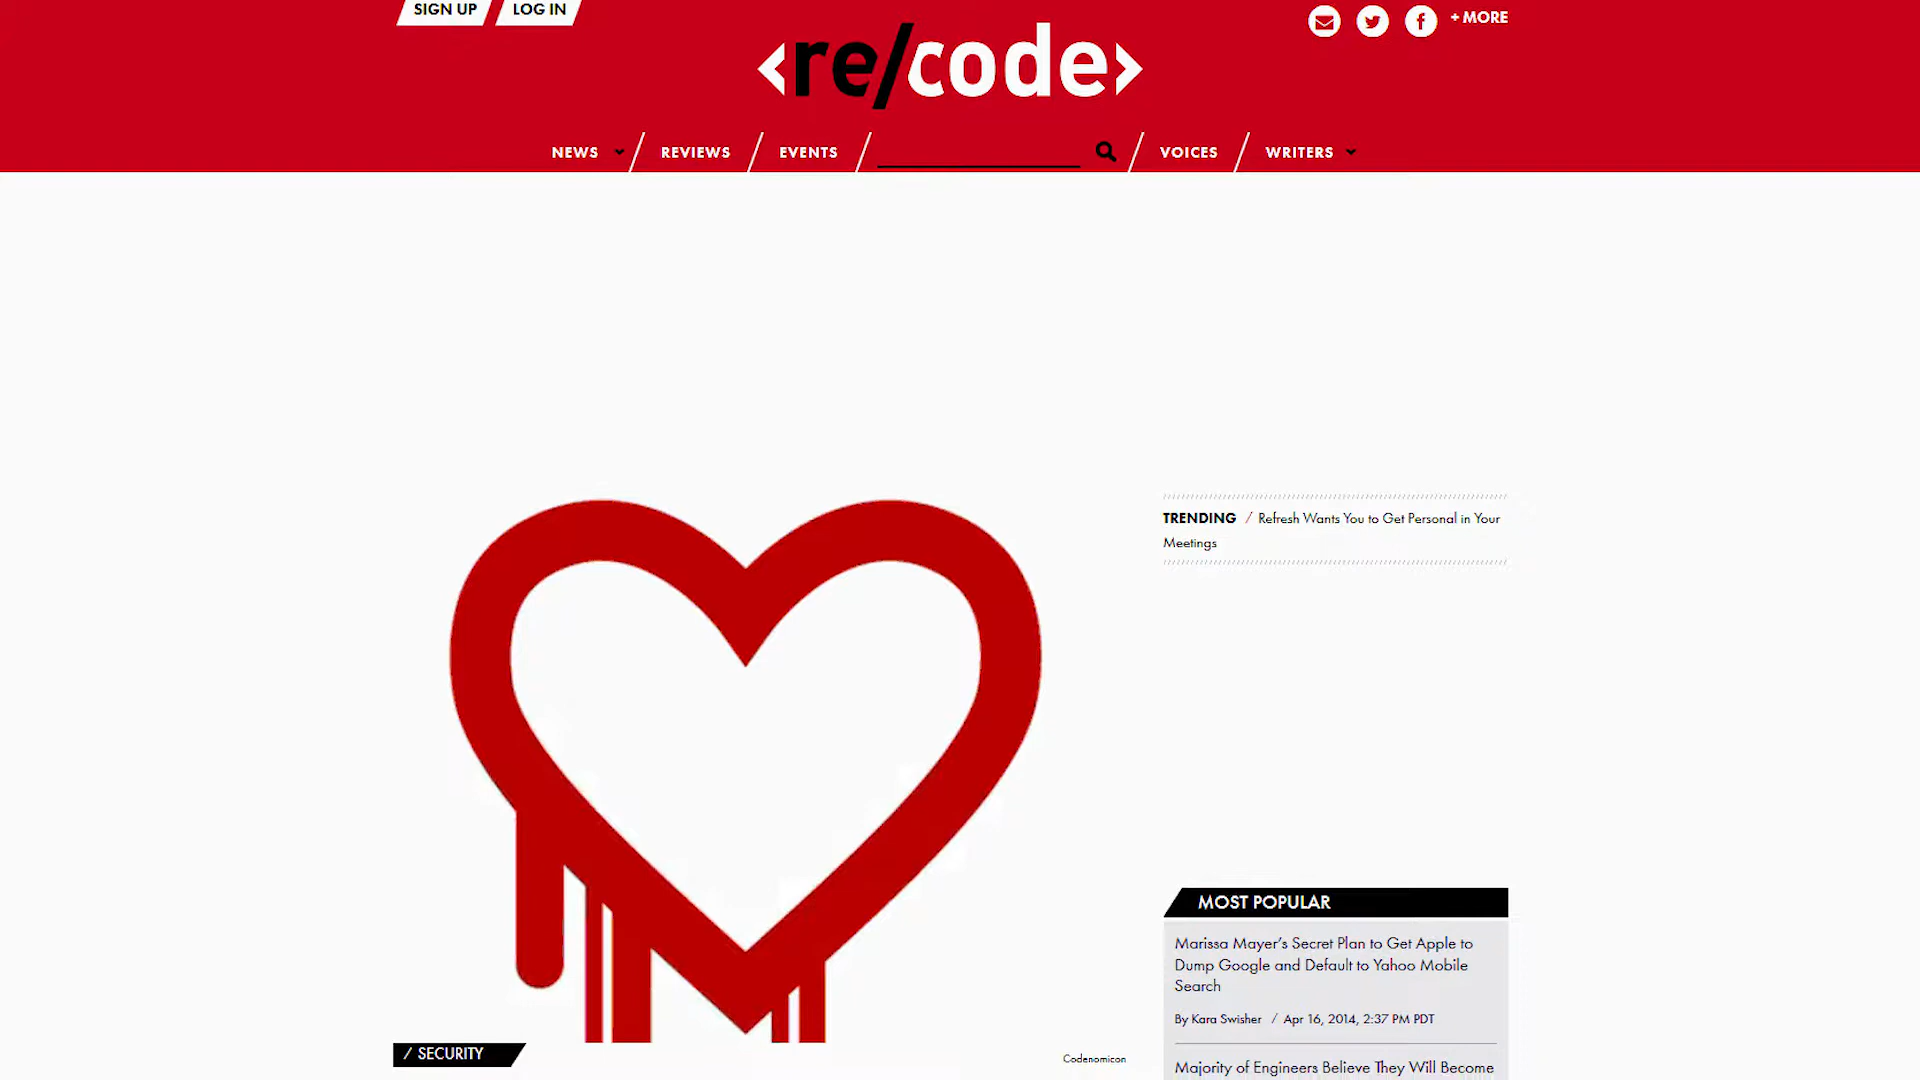 SIGN UP
LOG IN
+ MORE
<re/code>
NEWS
REVIEWS
EVENTS
VOICES
WRITERS
TRENDING / Refresh Wants You to Get Personal in Your
Meetings
MOST POPULAR
Marissa Mayer’s Secret Plan to Get Apple to
Dump Google and Default to Yahoo Mobile
Search
By Kara Swisher / Apr 16, 2014, 2:37 PM PDT
Majority of Engineers Believe They Will Become
/ SECURITY
Codenomicon